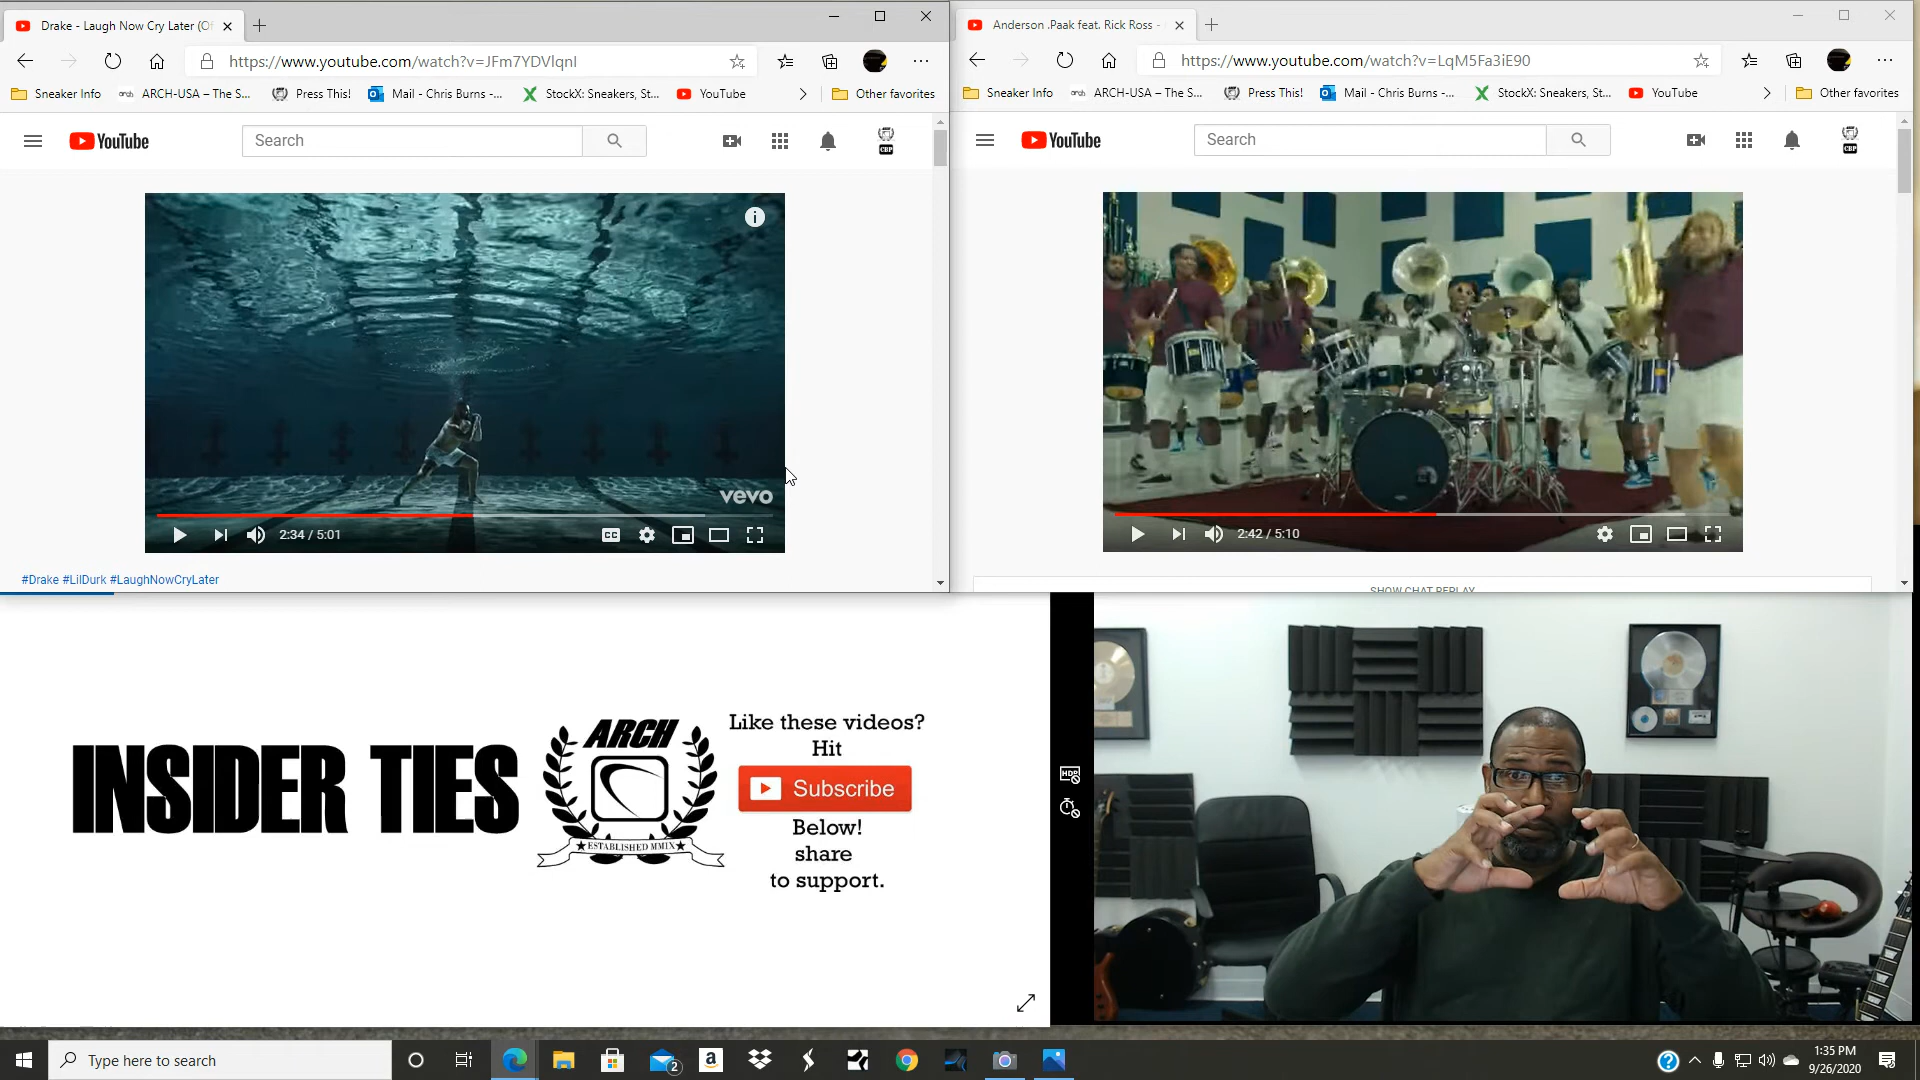 Drake - Laugh Now Cry Later (O
https://www.youtube.com/watch?v=JFm7YDVlqnI
Sneaker Info
ARCH-USA – The S...
Press This!
Mail - Chris Burns -...
StockX: Sneakers, St...
YouTube
Other favorites
YouTube
Search
CBP
vevo
2:34 / 5:01
CC
#Drake #LilDurk #LaughNowCryLater
Anderson .Paak feat. Rick Ross -
https://www.youtube.com/watch?v=LqM5Fa3iE90
Sneaker Info
ARCH-USA – The S...
Press This!
Mail - Chris Burns -...
StockX: Sneakers, St...
YouTube
Other favorites
YouTube
Search
CBP
2:42 / 5:10
SHOW CHAT REPLAY
INSIDER TIES
ARCH
ESTABLISHED MMIX
Like these videos?
Hit
Subscribe
Below!
share
to support.
HDR
Type here to search
2
1:35 PM
9/26/2020